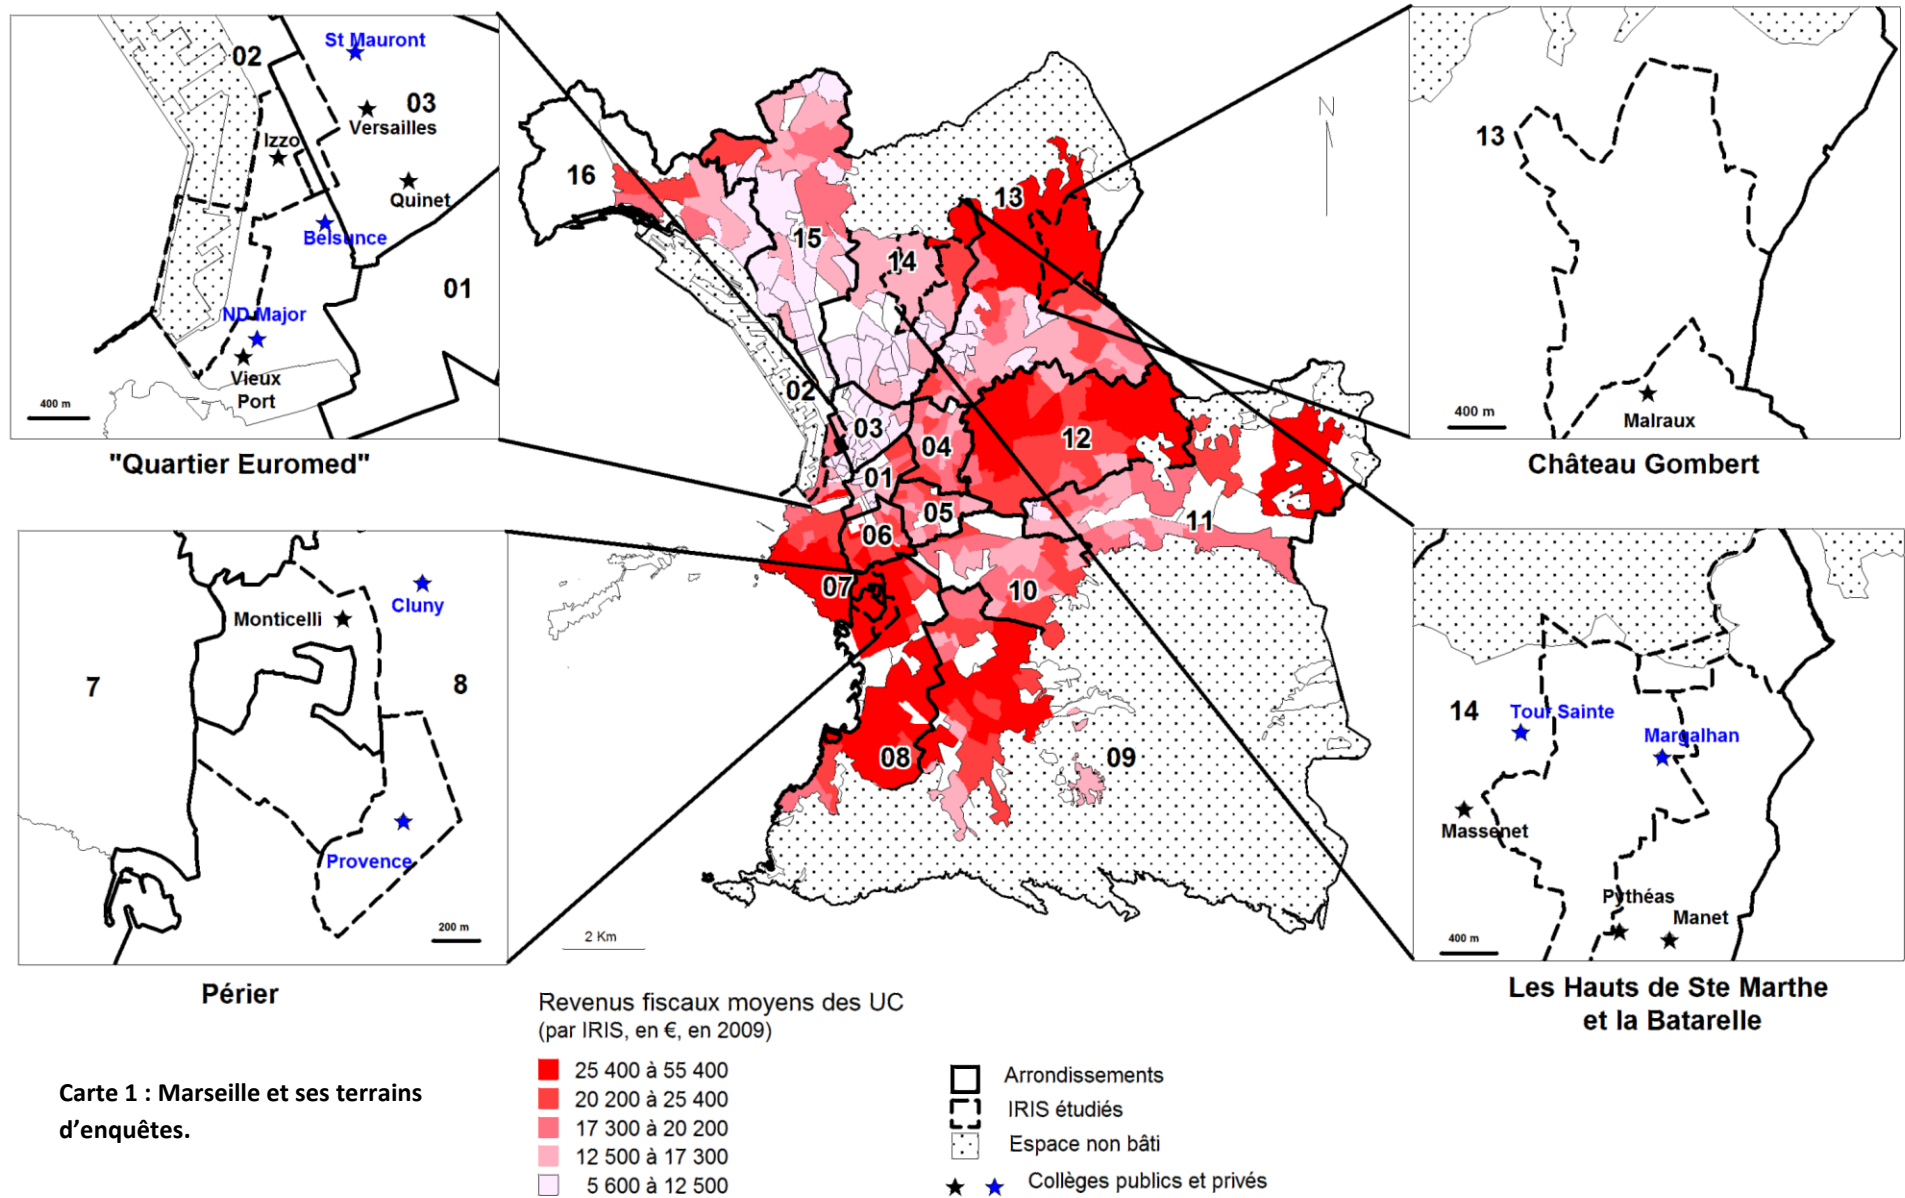 02
St Mauront
03
Versailles
Izzo
Quinet
Belsunce
01
ND Major
Vieux
Port
400 m
"Quartier Euromed"
7
8
Monticelli
Cluny
Provence
200 m
Périer
N
16
15
14
13
02
03
04
01
05
06
07
12
11
10
08
09
2 Km
13
Malraux
400 m
Château Gombert
14
Tour Sainte
Margalhan
Massenet
Pythéas
Manet
400 m
Les Hauts de Ste Marthe
et la Batarelle
Carte 1 : Marseille et ses terrains
d'enquêtes.
Revenus fiscaux moyens des UC
(par IRIS, en €, en 2009)
25 400 à 55 400
20 200 à 25 400
17 300 à 20 200
12 500 à 17 300
5 600 à 12 500
Arrondissements
IRIS étudiés
Espace non bâti
Collèges publics et privés